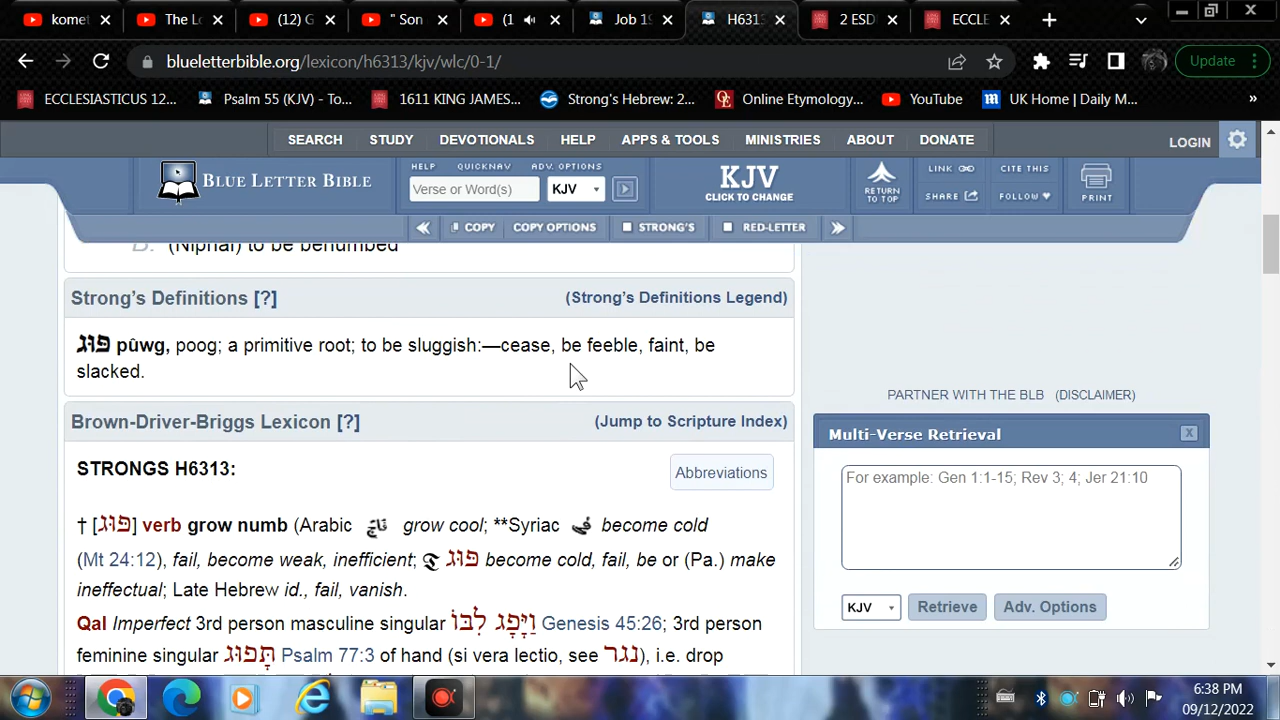 komet
The Lo
(12) G
" Son
(1
Job 19
H6313
2 ESD
ECCLE
blueletterbible.org/lexicon/h6313/kjv/wlc/0-1/
Update
ECCLESIASTICUS 12...
Psalm 55 (KJV) - To...
1611 KING JAMES...
Strong's Hebrew: 2...
Online Etymology...
YouTube
UK Home | Daily M...
»
SEARCH STUDY DEVOTIONALS HELP APPS & TOOLS MINISTRIES ABOUT DONATE
LOGIN
BLUE LETTER BIBLE
HELP QUICKNAV ADV. OPTIONS
Verse or Word(s) KJV
KJV
CLICK TO CHANGE
RETURN
TO TOP
LINK
SHARE
CITE THIS
FOLLOW
PRINT
COPY COPY OPTIONS STRONG'S RED-LETTER
B. (Niphal) to be benumbed
Strong's Definitions [?] (Strong's Definitions Legend)
פּוּג pûwg, poog; a primitive root; to be sluggish:—cease, be feeble, faint, be
slacked.
Brown-Driver-Briggs Lexicon [?] (Jump to Scripture Index)
STRONGS H6313:
Abbreviations
† [פּוּג] verb grow numb (Arabic grow cool; **Syriac become cold
(Mt 24:12), fail, become weak, inefficient; 𝔗 פּוּג become cold, fail, be or (Pa.) make
ineffectual; Late Hebrew id., fail, vanish.
Qal Imperfect 3rd person masculine singular וַיָּפָג לִבּוֹ Genesis 45:26; 3rd person
feminine singular תָּפוּג Psalm 77:3 of hand (si vera lectio, see נגר), i.e. drop
PARTNER WITH THE BLB (DISCLAIMER)
Multi-Verse Retrieval
For example: Gen 1:1-15; Rev 3; 4; Jer 21:10
KJV Retrieve Adv. Options
6:38 PM
09/12/2022